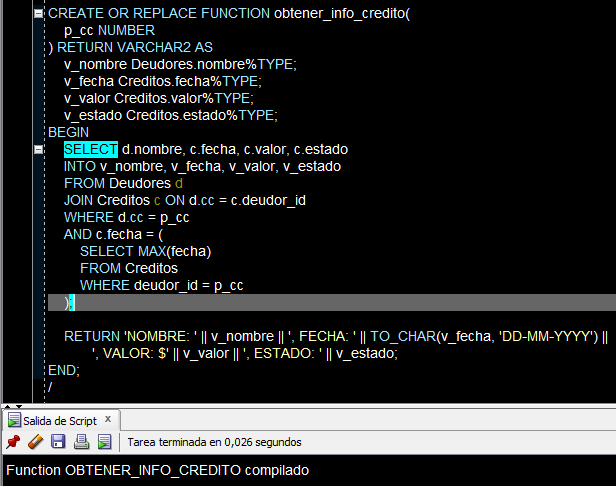 CREATE OR REPLACE FUNCTION obtener_info_credito(
p_cc NUMBER
) RETURN VARCHAR2 AS
v_nombre Deudores.nombre%TYPE;
v_fecha Creditos.fecha%TYPE;
v_valor Creditos.valor%TYPE;
v_estado Creditos.estado%TYPE;
BEGIN
SELECT d.nombre, c.fecha, c.valor, c.estado
INTO v_nombre, v_fecha, v_valor, v_estado
FROM Deudores d
JOIN Creditos c ON d.cc = c.deudor_id
WHERE d.cc = p_cc
AND c.fecha = (
SELECT MAX(fecha)
FROM Creditos
WHERE deudor_id = p_cc
);
RETURN 'NOMBRE: ' || v_nombre || ', FECHA: ' || TO_CHAR(v_fecha, 'DD-MM-YYYY') ||
', VALOR: $' || v_valor || ', ESTADO: ' || v_estado;
END;
/
Salida de Script x
Tarea terminada en 0,026 segundos
Function OBTENER_INFO_CREDITO compilado